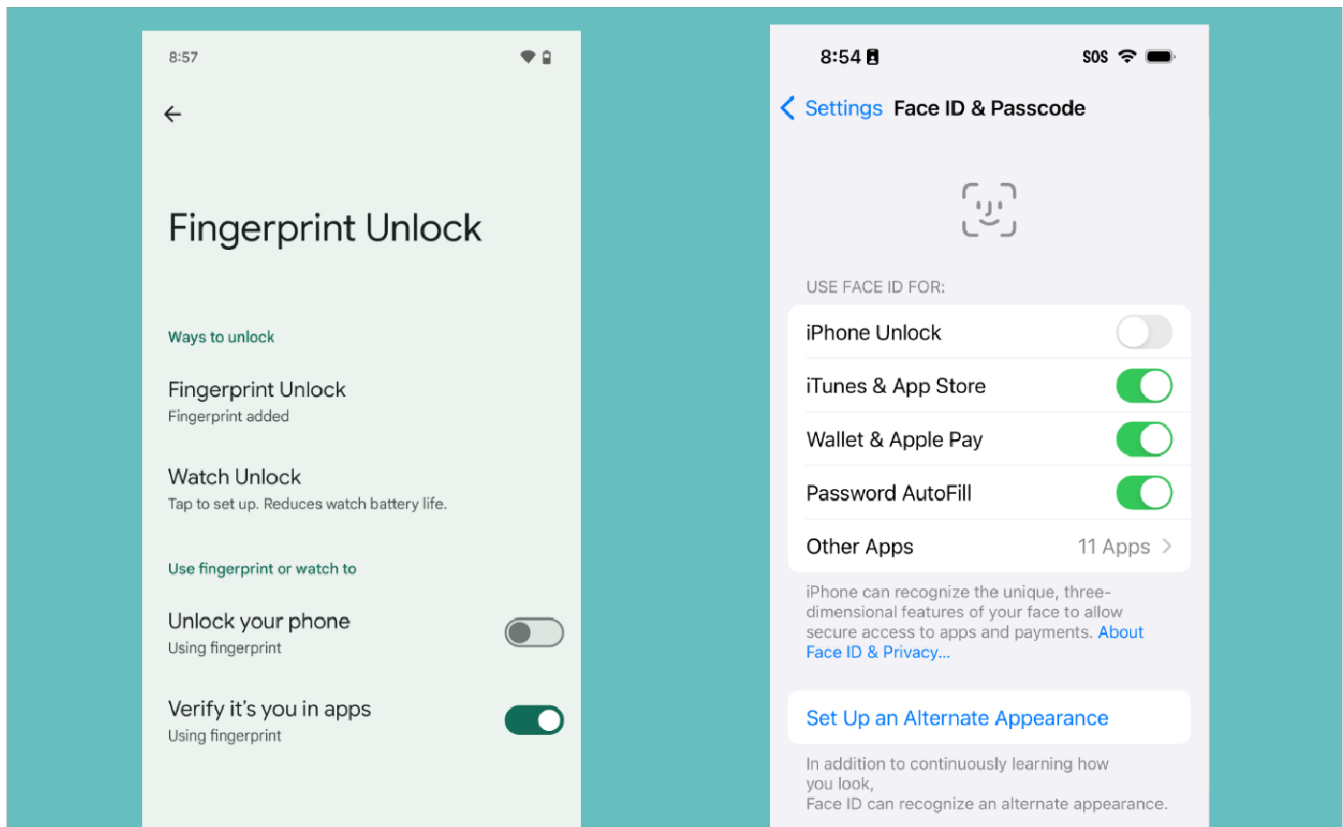 8:57
Fingerprint Unlock
Ways to unlock
Fingerprint Unlock
Fingerprint added
Watch Unlock
Tap to set up. Reduces watch battery life.
Use fingerprint or watch to
Unlock your phone
Using fingerprint
Verify it's you in apps
Using fingerprint
8:54 SOS
Settings Face ID & Passcode
USE FACE ID FOR:
iPhone Unlock
iTunes & App Store
Wallet & Apple Pay
Password AutoFill
Other Apps 11 Apps
iPhone can recognize the unique, three-
dimensional features of your face to allow
secure access to apps and payments. About
Face ID & Privacy...
Set Up an Alternate Appearance
In addition to continuously learning how
you look,
Face ID can recognize an alternate appearance.